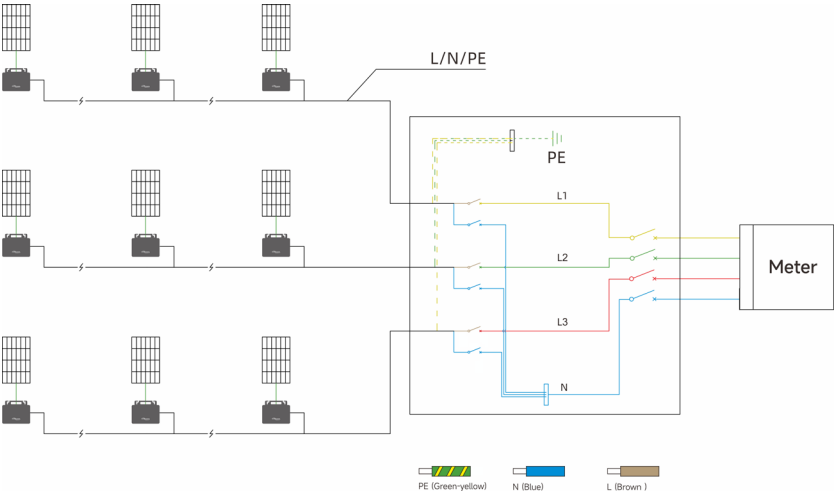 L/N/PE
PE
L1
L2
L3
N
Meter
PE (Green-yellow)
N (Blue)
L (Brown )